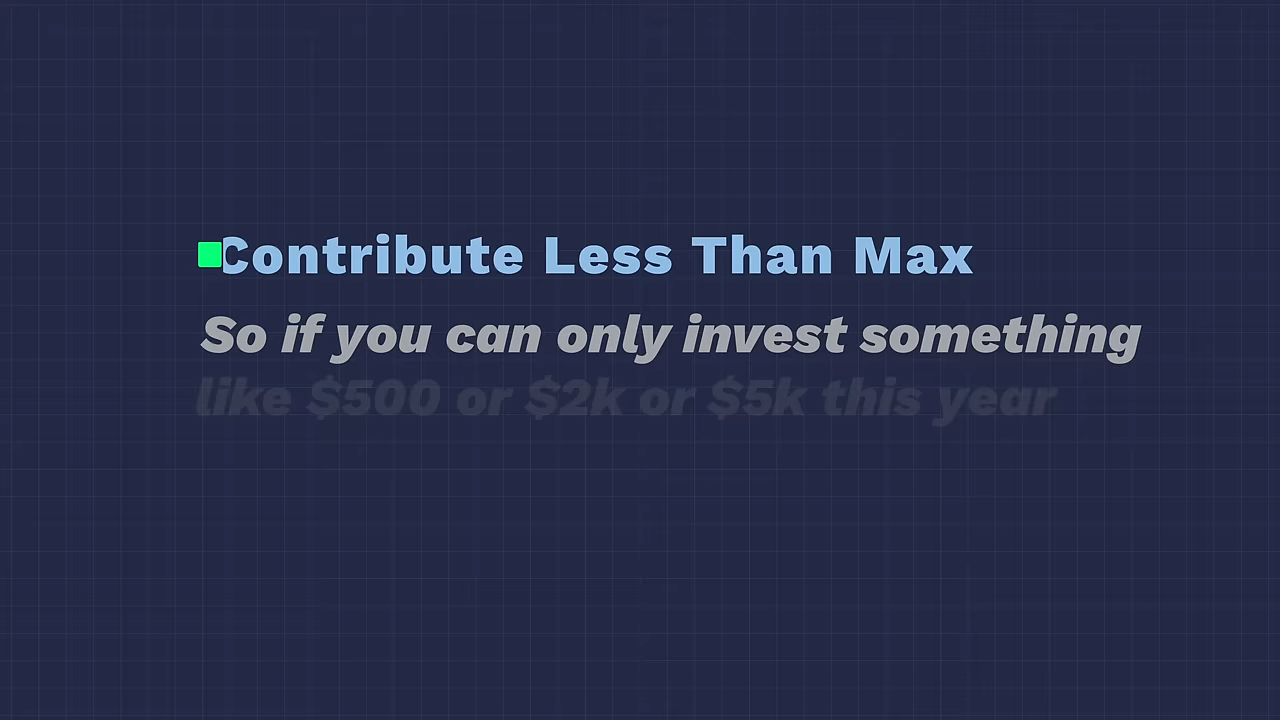 Contribute Less Than Max
So if you can only invest something
like $500 or $2k or $5k this year